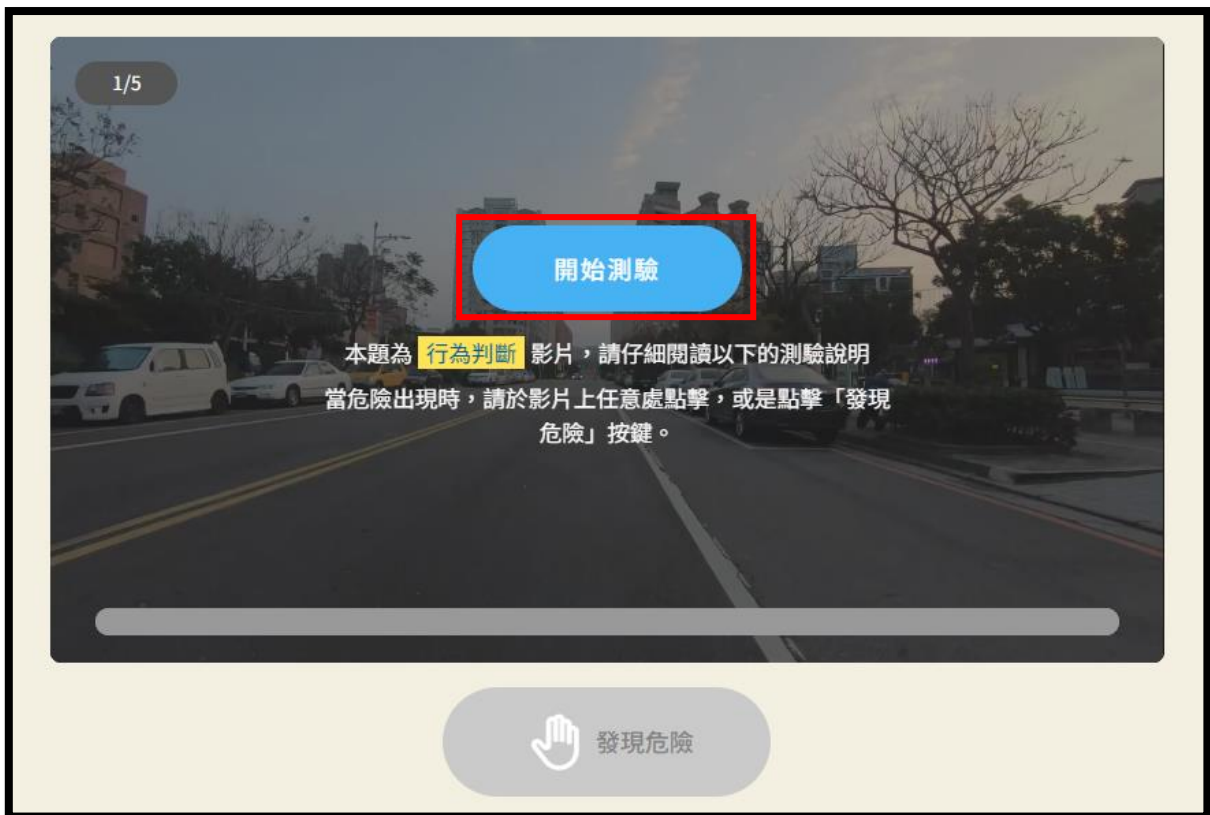 1/5
開始測驗
本題為 行為判斷 影片，請仔細閱讀以下的測驗說明
當危險出現時，請於影片上任意處點擊，或是點擊「發現
危險」按鍵。
發現危險